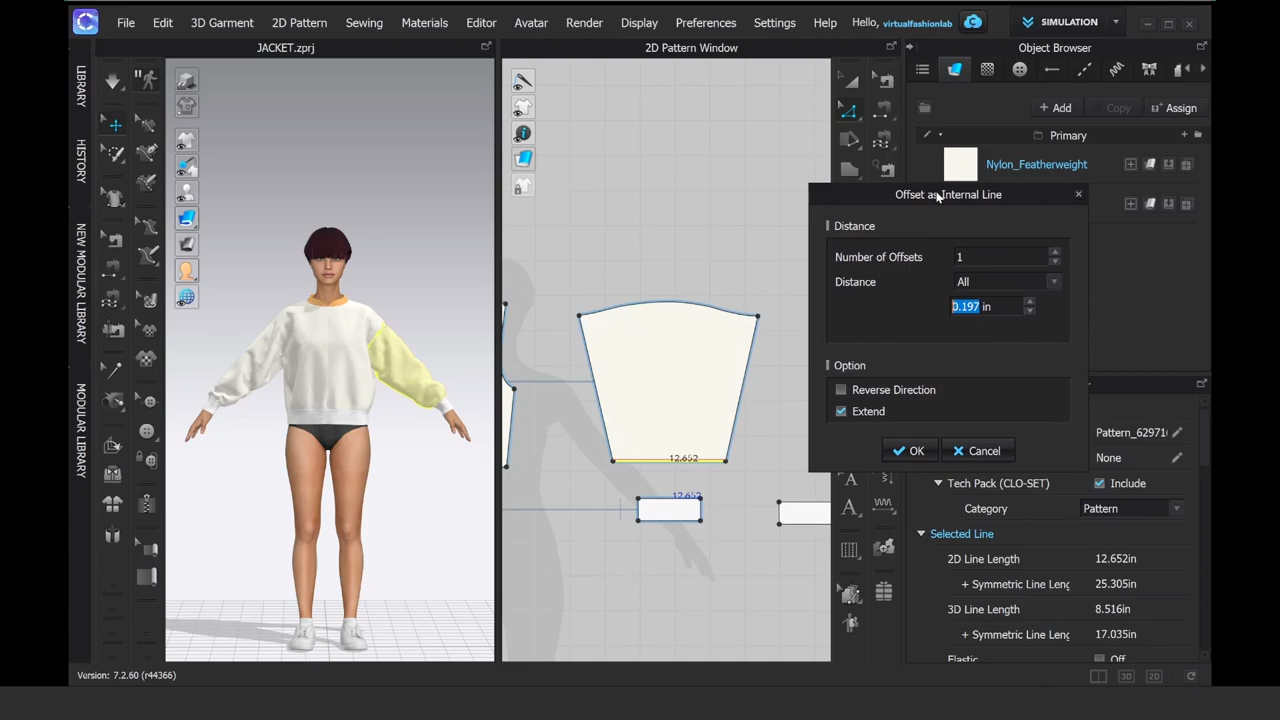 File Edit 3D Garment 2D Pattern Sewing Materials Editor Avatar Render Display Preferences Settings Help Hello, virtualfashionlab SIMULATION
JACKET.zprj
2D Pattern Window
Object Browser
LIBRARY
HISTORY
NEW MODULAR LIBRARY
MODULAR LIBRARY
+ Add Copy Assign
Primary
Nylon_Featherweight
Offset as Internal Line
Distance
Number of Offsets 1
Distance All
0.197 in
Option
Reverse Direction
Extend
OK Cancel
12.652
12.652
Pattern_62971
None
Tech Pack (CLO-SET) Include
Category Pattern
Selected Line
2D Line Length 12.652in
+ Symmetric Line Leng 25.305in
3D Line Length 8.516in
+ Symmetric Line Leng 17.035in
Elastic Off
Version: 7.2.60 (r44366)
3D 2D